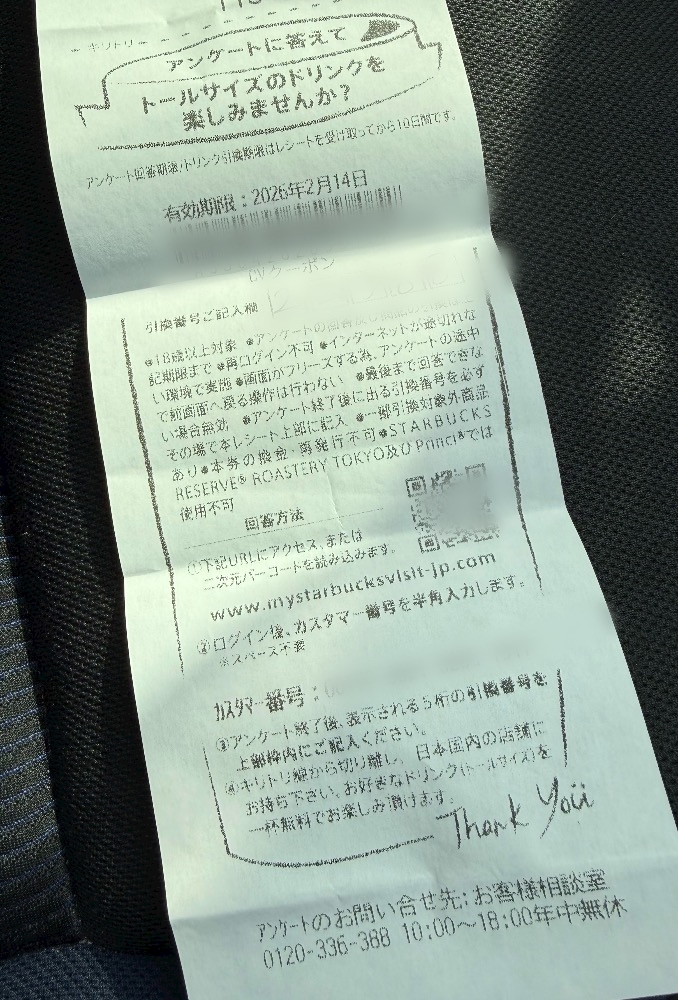 キリトリ
アンケートに答えて
トールサイズのドリンクを
楽しみませんか?
アンケート回答期限/ドリンク引換期限はレシートを受け取ってから10日間です。
有効期限:2026年2月14日
CVクーポン
引換番号ご記入欄
●18歳以上対象 ●アンケートの回答及び商品の引換は上
記期限まで ●再ログイン不可 ●インターネットが途切れな
い環境で実施 ●画面がフリーズする為、アンケートの途中
で前画面へ戻る操作は行わない ●最後まで回答できな
い場合無効 ●アンケート終了後に出る引換番号を必ず
その場で本レシート上部に記入 ●一部引換対象外商品
あり ●本券の換金・再発行不可 ●STARBUCKS
RESERVE® ROASTERY TOKYO及び Princi®では
使用不可
回答方法
①下記URLにアクセス、または
二次元バーコードを読み込みます。
www.mystarbucksvisit-jp.com
②ログイン後、カスタマー番号を半角入力します。
※スペース不要
カスタマー番号:
③アンケート終了後、表示される5桁の引換番号を
上部枠内にご記入ください。
④キリトリ線から切り離し、日本国内の店舗に
お持ち下さい。お好きなドリンク(トールサイズ)を
一杯無料でお楽しみ頂けます。
Thank You
アンケートのお問い合せ先:お客様相談室
0120-336-388 10:00~18:00年中無休